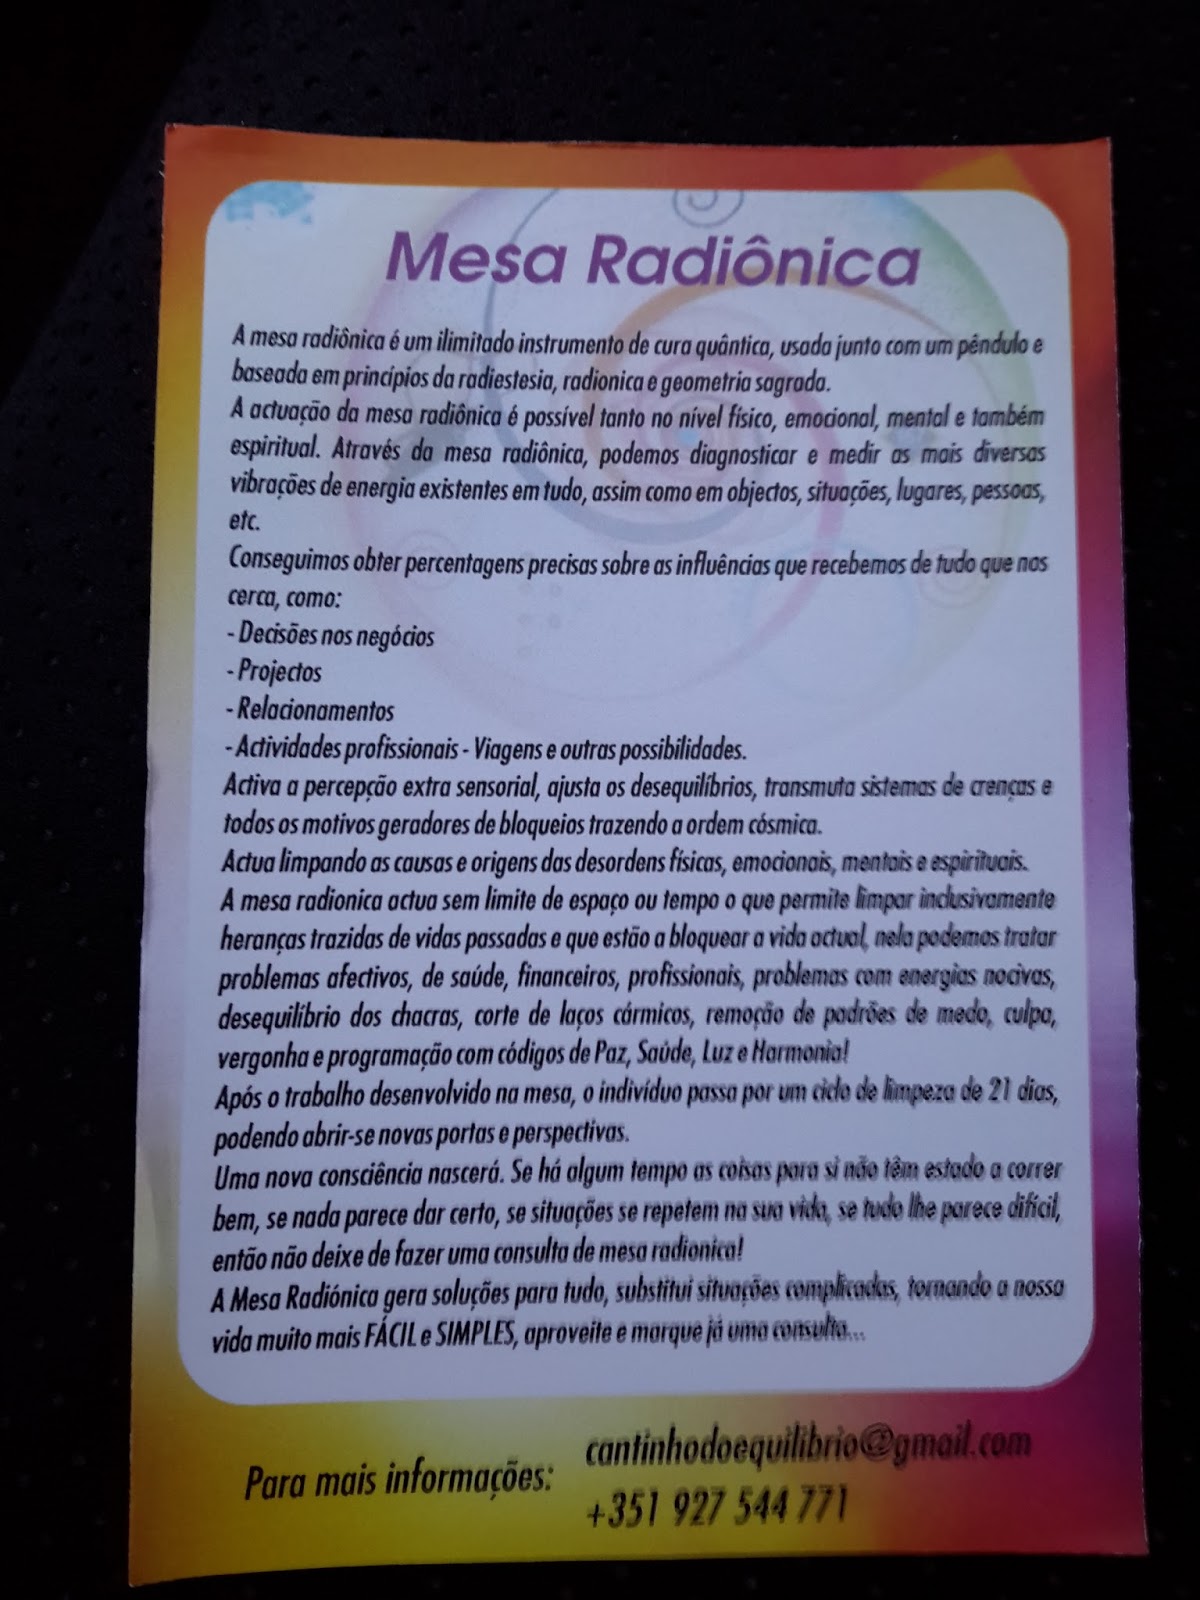 Mesa Radiônica
A mesa radiônica é um ilimitado instrumento de cura quântica, usada junto com um pêndulo e
baseada em princípios da radiestesia, radionica e geometria sagrada.
A actuação da mesa radiônica é possível tanto no nível físico, emocional, mental e também
espiritual. Através da mesa radiônica, podemos diagnosticar e medir as mais diversas
vibrações de energia existentes em tudo, assim como em objectos, situações, lugares, pessoas,
etc.
Conseguimos obter percentagens precisas sobre as influências que recebemos de tudo que nos
cerca, como:
- Decisões nos negócios
- Projectos
- Relacionamentos
- Actividades profissionais - Viagens e outras possibilidades.
Activa a percepção extra sensorial, ajusta os desequilíbrios, transmuta sistemas de crenças e
todos os motivos geradores de bloqueios trazendo a ordem cósmica.
Actua limpando as causas e origens das desordens físicas, emocionais, mentais e espirituais.
A mesa radionica actua sem limite de espaço ou tempo o que permite limpar inclusivamente
heranças trazidas de vidas passadas e que estão a bloquear a vida actual, nela podemos tratar
problemas afectivos, de saúde, financeiros, profissionais, problemas com energias nocivas,
desequilíbrio dos chacras, corte de laços cármicos, remoção de padrões de medo, culpa,
vergonha e programação com códigos de Paz, Saúde, Luz e Harmonia!
Após o trabalho desenvolvido na mesa, o indivíduo passa por um ciclo de limpeza de 21 dias,
podendo abrir-se novas portas e perspectivas.
Uma nova consciência nascerá. Se há algum tempo as coisas para si não têm estado a correr
bem, se nada parece dar certo, se situações se repetem na sua vida, se tudo lhe parece difícil,
então não deixe de fazer uma consulta de mesa radionica!
A Mesa Radiónica gera soluções para tudo, substitui situações complicadas, tornando a nossa
vida muito mais FÁCIL e SIMPLES, aproveite e marque já uma consulta...
Para mais informações:
cantinhodoequilibrio@gmail.com
+351 927 544 771